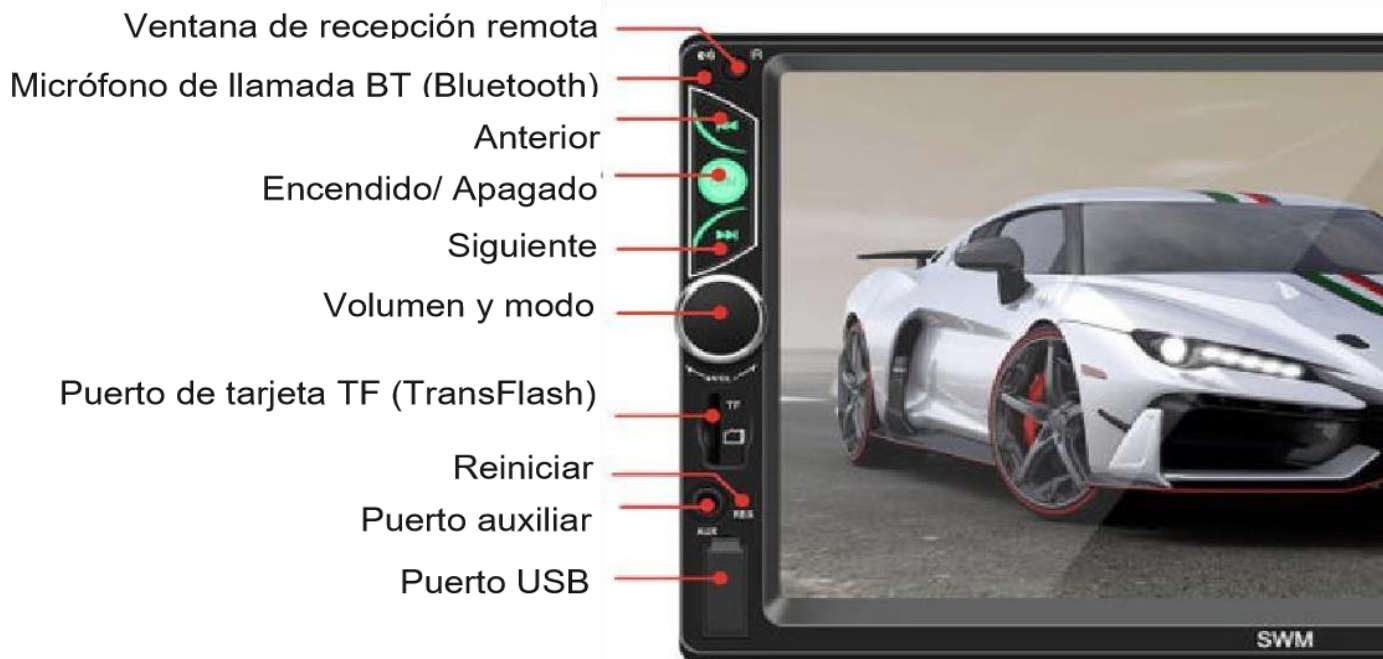 Ventana de recepción remota
Micrófono de llamada BT (Bluetooth)
Anterior
Encendido/ Apagado
Siguiente
Volumen y modo
Puerto de tarjeta TF (TransFlash)
TF
Reiniciar
RES
Puerto auxiliar
AUX
Puerto USB
SWM